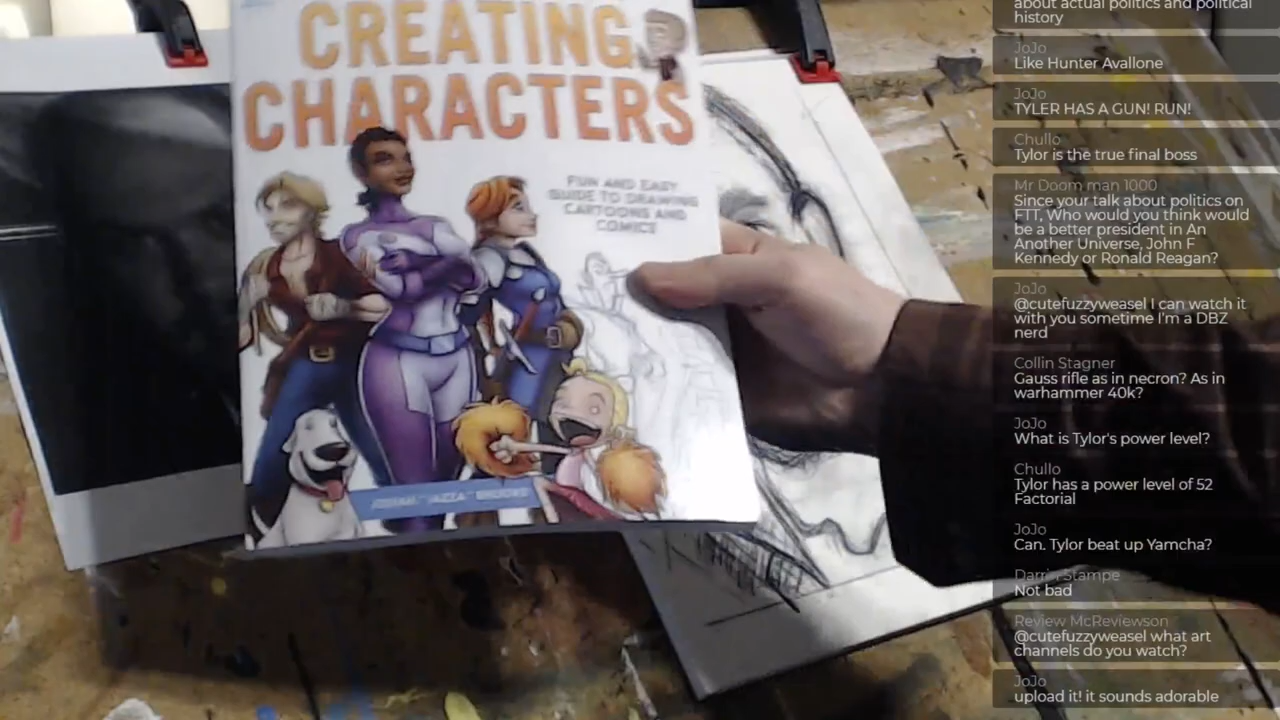 CREATING
CHARACTERS
FUN AND EASY
GUIDE TO DRAWING
CARTOONS AND
COMICS
JOSIAH "JAZZA" BROOKS
about actual politics and political
history
JoJo
Like Hunter Avallone
JoJo
TYLER HAS A GUN! RUN!
Chullo
Tylor is the true final boss
Mr Doom man 1000
Since your talk about politics on
FTT, Who would you think would
be a better president in An
Another Universe, John F
Kennedy or Ronald Reagan?
JoJo
@cutefuzzyweasel I can watch it
with you sometime I'm a DBZ
nerd
Collin Stagner
Gauss rifle as in necron? As in
warhammer 40k?
JoJo
What is Tylor's power level?
Chullo
Tylor has a power level of 52
Factorial
JoJo
Can. Tylor beat up Yamcha?
Darrin Stampe
Not bad
Review McReviewson
@cutefuzzyweasel what art
channels do you watch?
JoJo
upload it! it sounds adorable